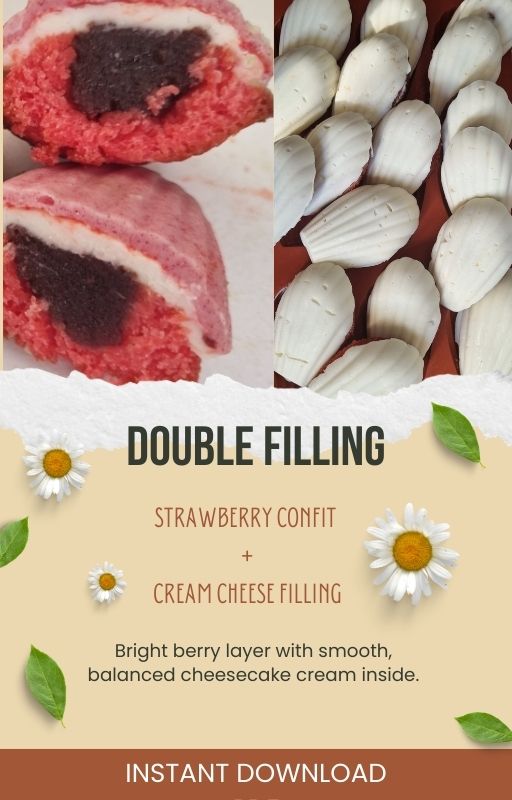 DOUBLE FILLING
STRAWBERRY CONFIT
+
CREAM CHEESE FILLING
Bright berry layer with smooth,
balanced cheesecake cream inside.
INSTANT DOWNLOAD